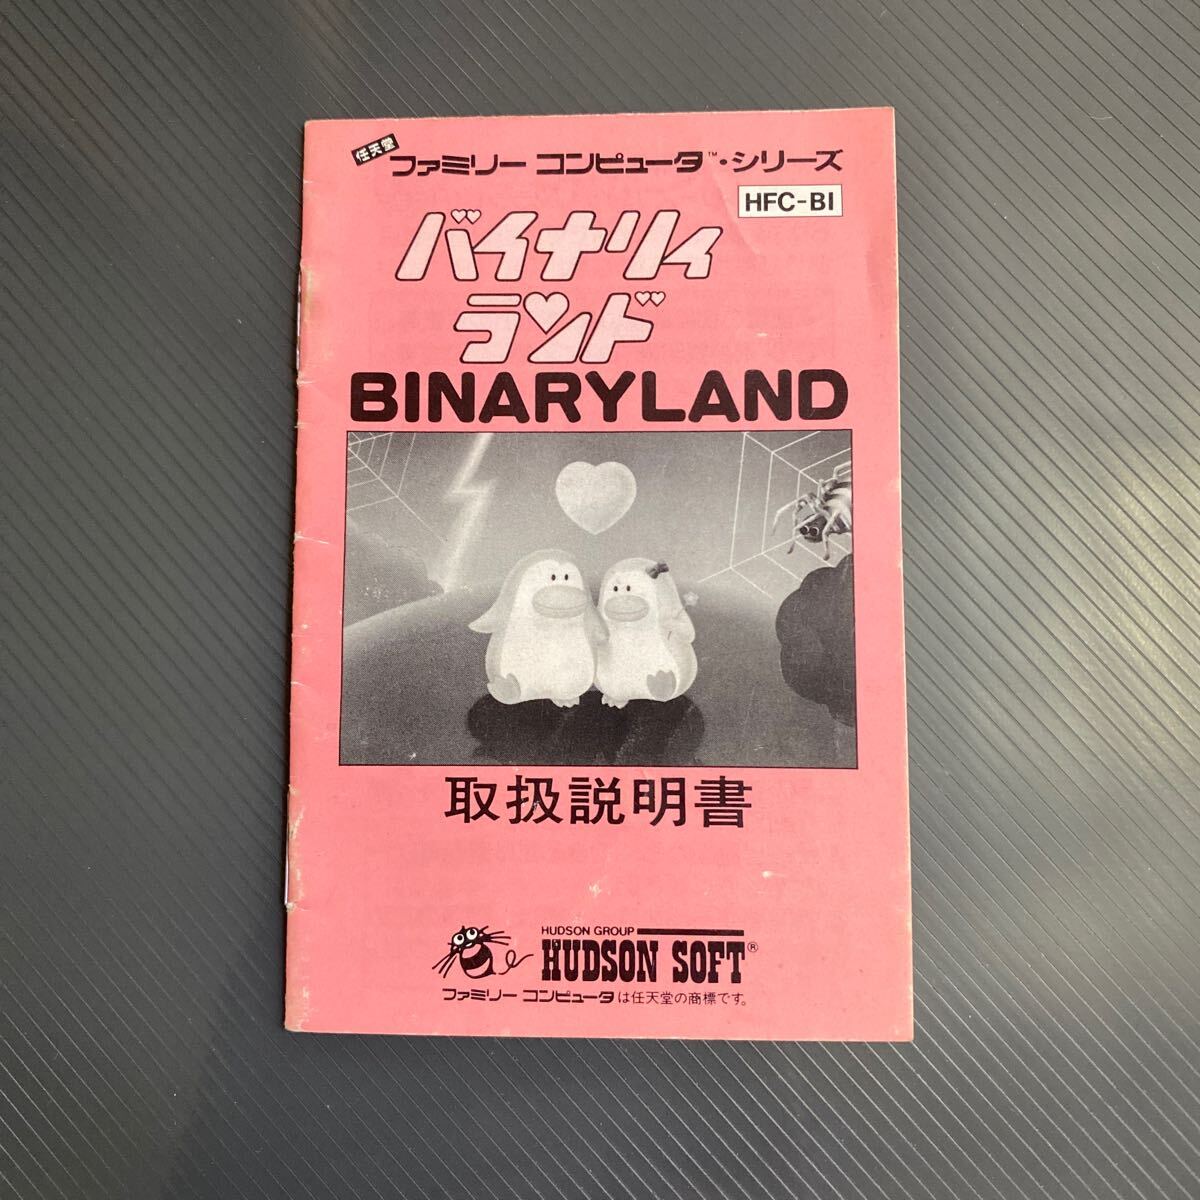 任天堂
ファミリー コンピュータ™・シリーズ
HFC-BI
バイナリィ
ランド
BINARYLAND
取扱説明書
HUDSON GROUP
HUDSON SOFT®
ファミリー コンピュータは任天堂の商標です。